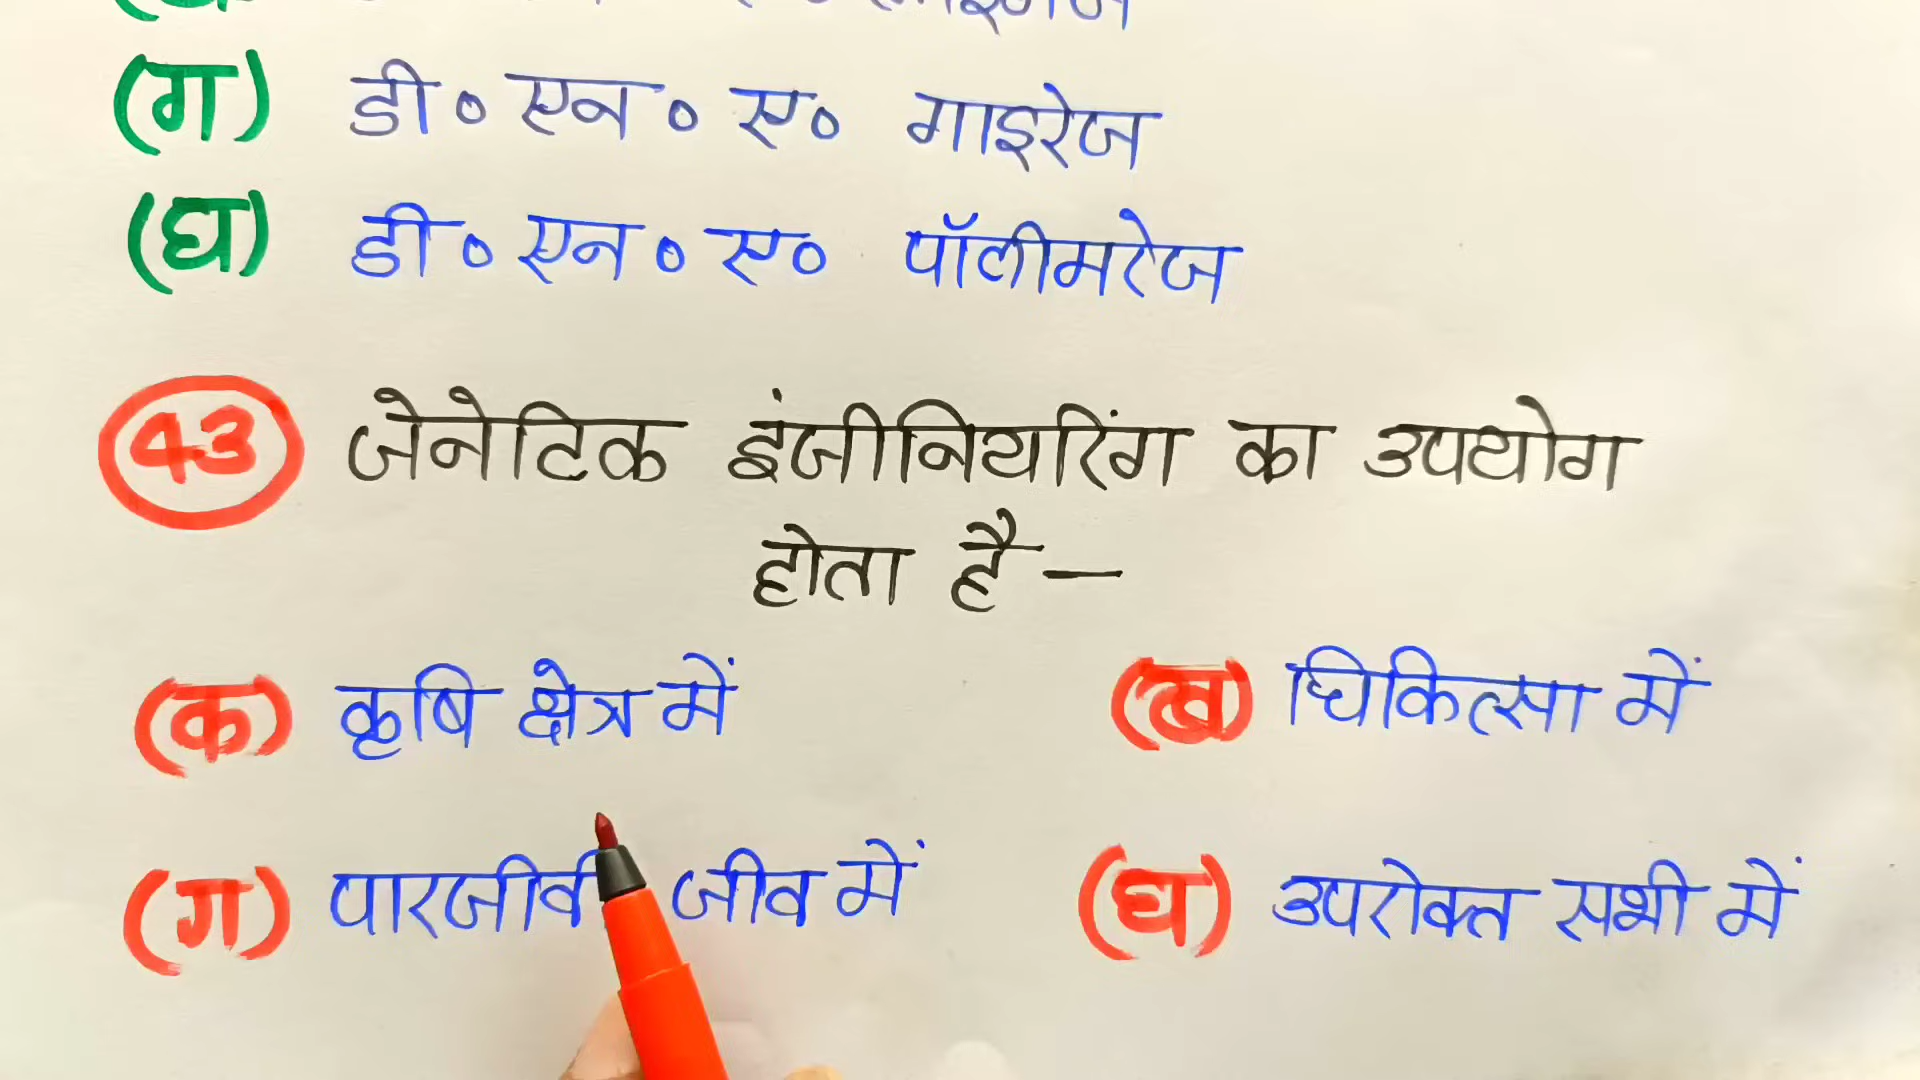 (ग) डी० एन० ए० गाइरेज
(घ) डी० एन० ए० पॉलीमरेज
43 जेनेटिक इंजीनियरिंग का उपयोग
होता है –
(क) कृषि क्षेत्र में (ख) चिकित्सा में
(ग) पारजीवी जीव में (घ) उपरोक्त सभी में